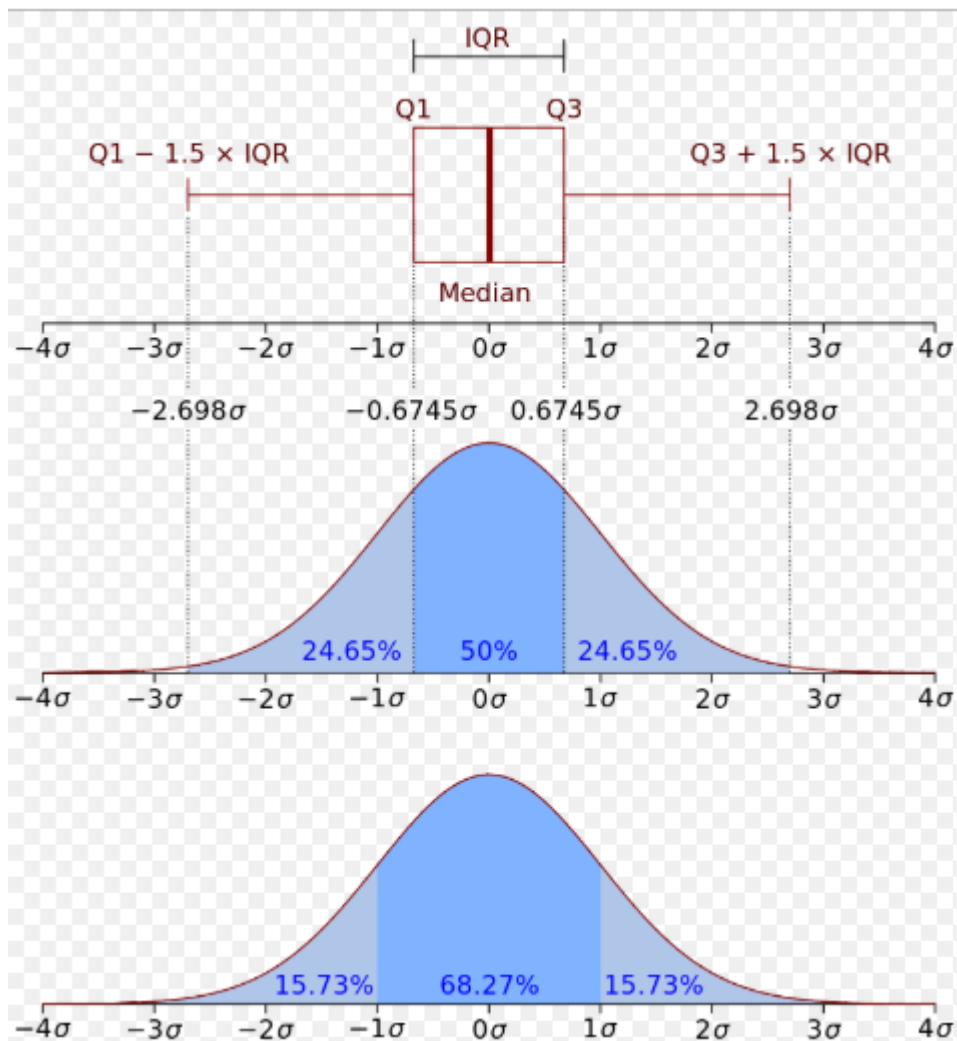 IQR
Q1 Q3
Q1 − 1.5 × IQR Q3 + 1.5 × IQR
Median
−4σ −3σ −2σ −1σ 0σ 1σ 2σ 3σ 4σ
−2.698σ −0.6745σ 0.6745σ 2.698σ
24.65% 50% 24.65%
−4σ −3σ −2σ −1σ 0σ 1σ 2σ 3σ 4σ
15.73% 68.27% 15.73%
−4σ −3σ −2σ −1σ 0σ 1σ 2σ 3σ 4σ